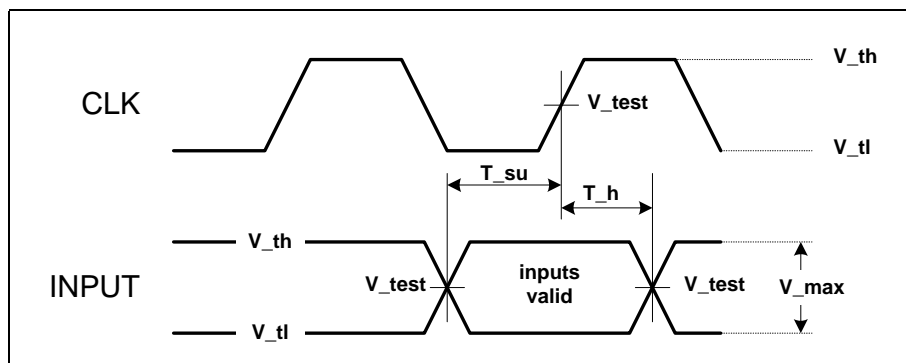 V_th
CLK
V_test
V_tl
T_su
T_h
V_th
INPUT
V_test
inputs
valid
V_test
V_max
V_tl